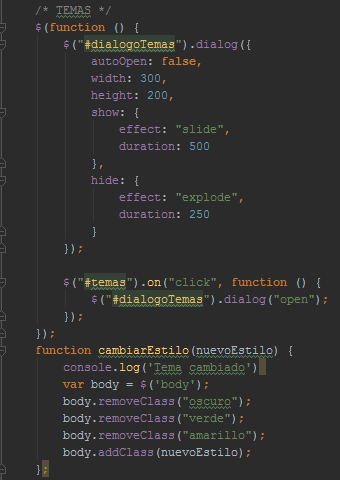 /* TEMAS */
$(function () {
    $("#dialogoTemas").dialog({
        autoOpen: false,
        width: 300,
        height: 200,
        show: {
            effect: "slide",
            duration: 500
        },
        hide: {
            effect: "explode",
            duration: 250
        }
    });

    $("#temas").on("click", function () {
        $("#dialogoTemas").dialog("open");
    });
});
function cambiarEstilo(nuevoEstilo) {
    console.log('Tema cambiado')
    var body = $('body');
    body.removeClass("oscuro");
    body.removeClass("verde");
    body.removeClass("amarillo");
    body.addClass(nuevoEstilo);
};